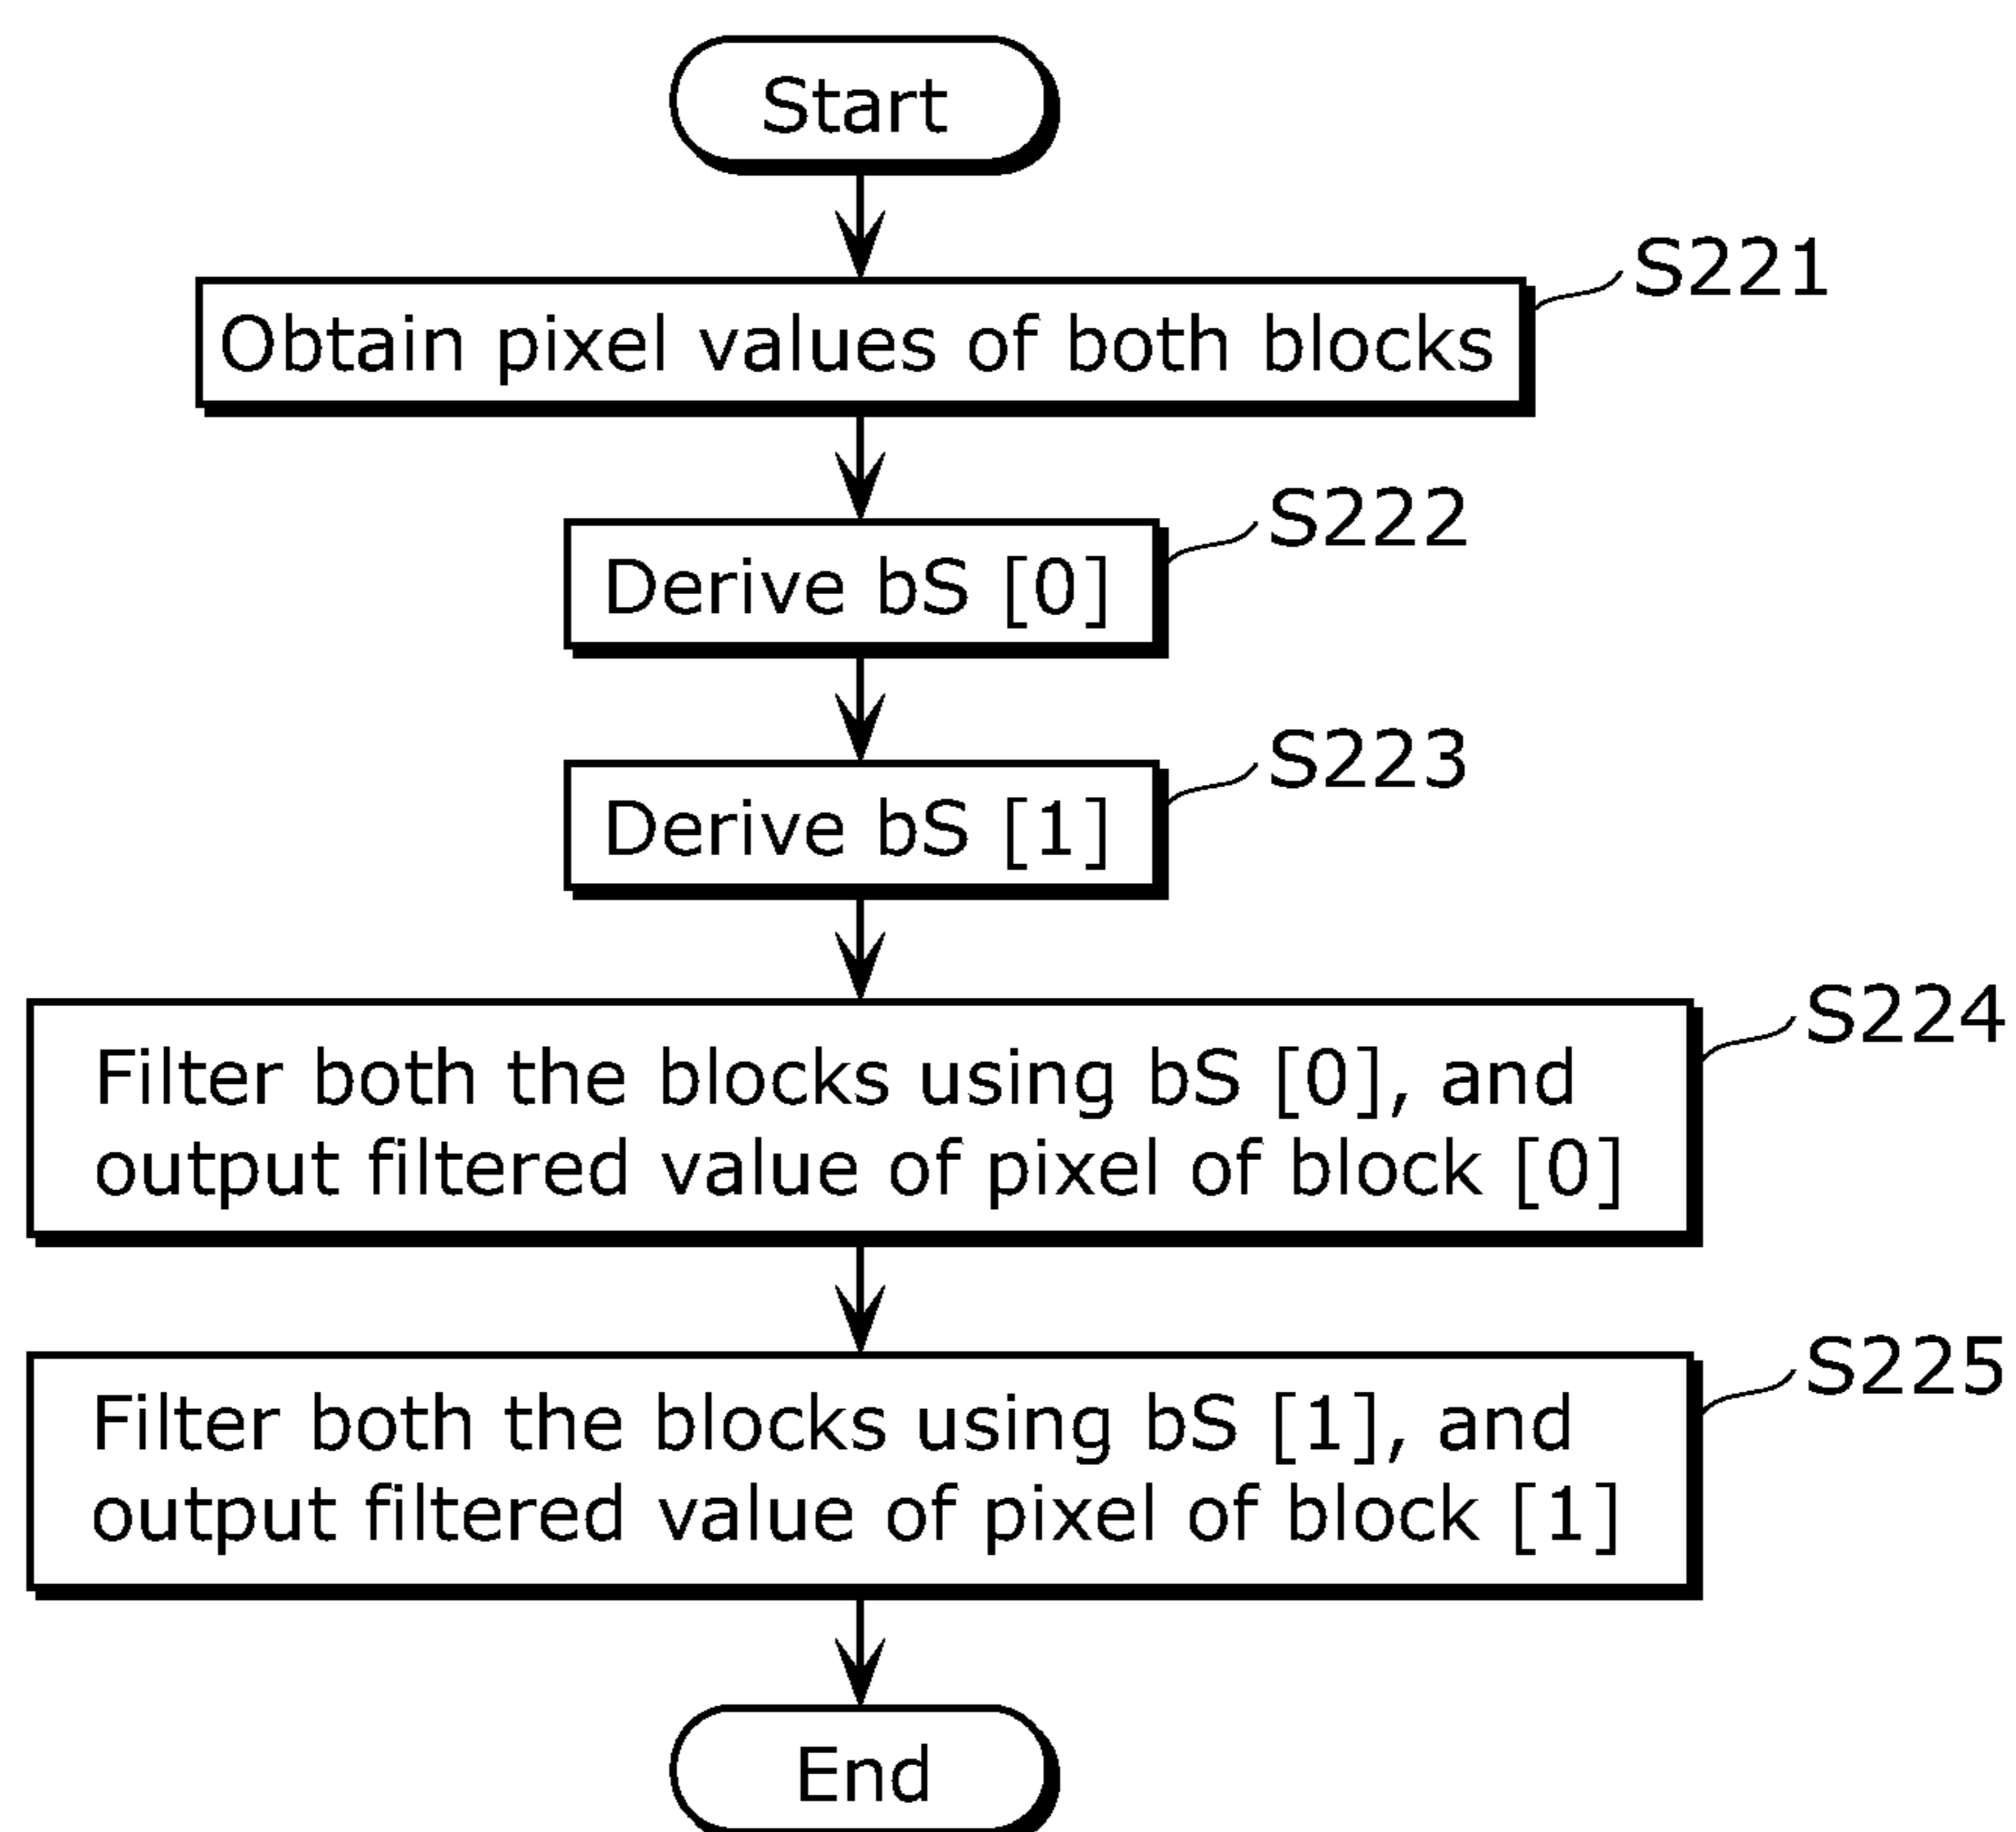 Start
S221
Obtain pixel values of both blocks
S222
Derive bS [0]
S223
Derive bS [1]
S224
Filter both the blocks using bS [0], and
output filtered value of pixel of block [0]
S225
Filter both the blocks using bS [1], and
output filtered value of pixel of block [1]
End